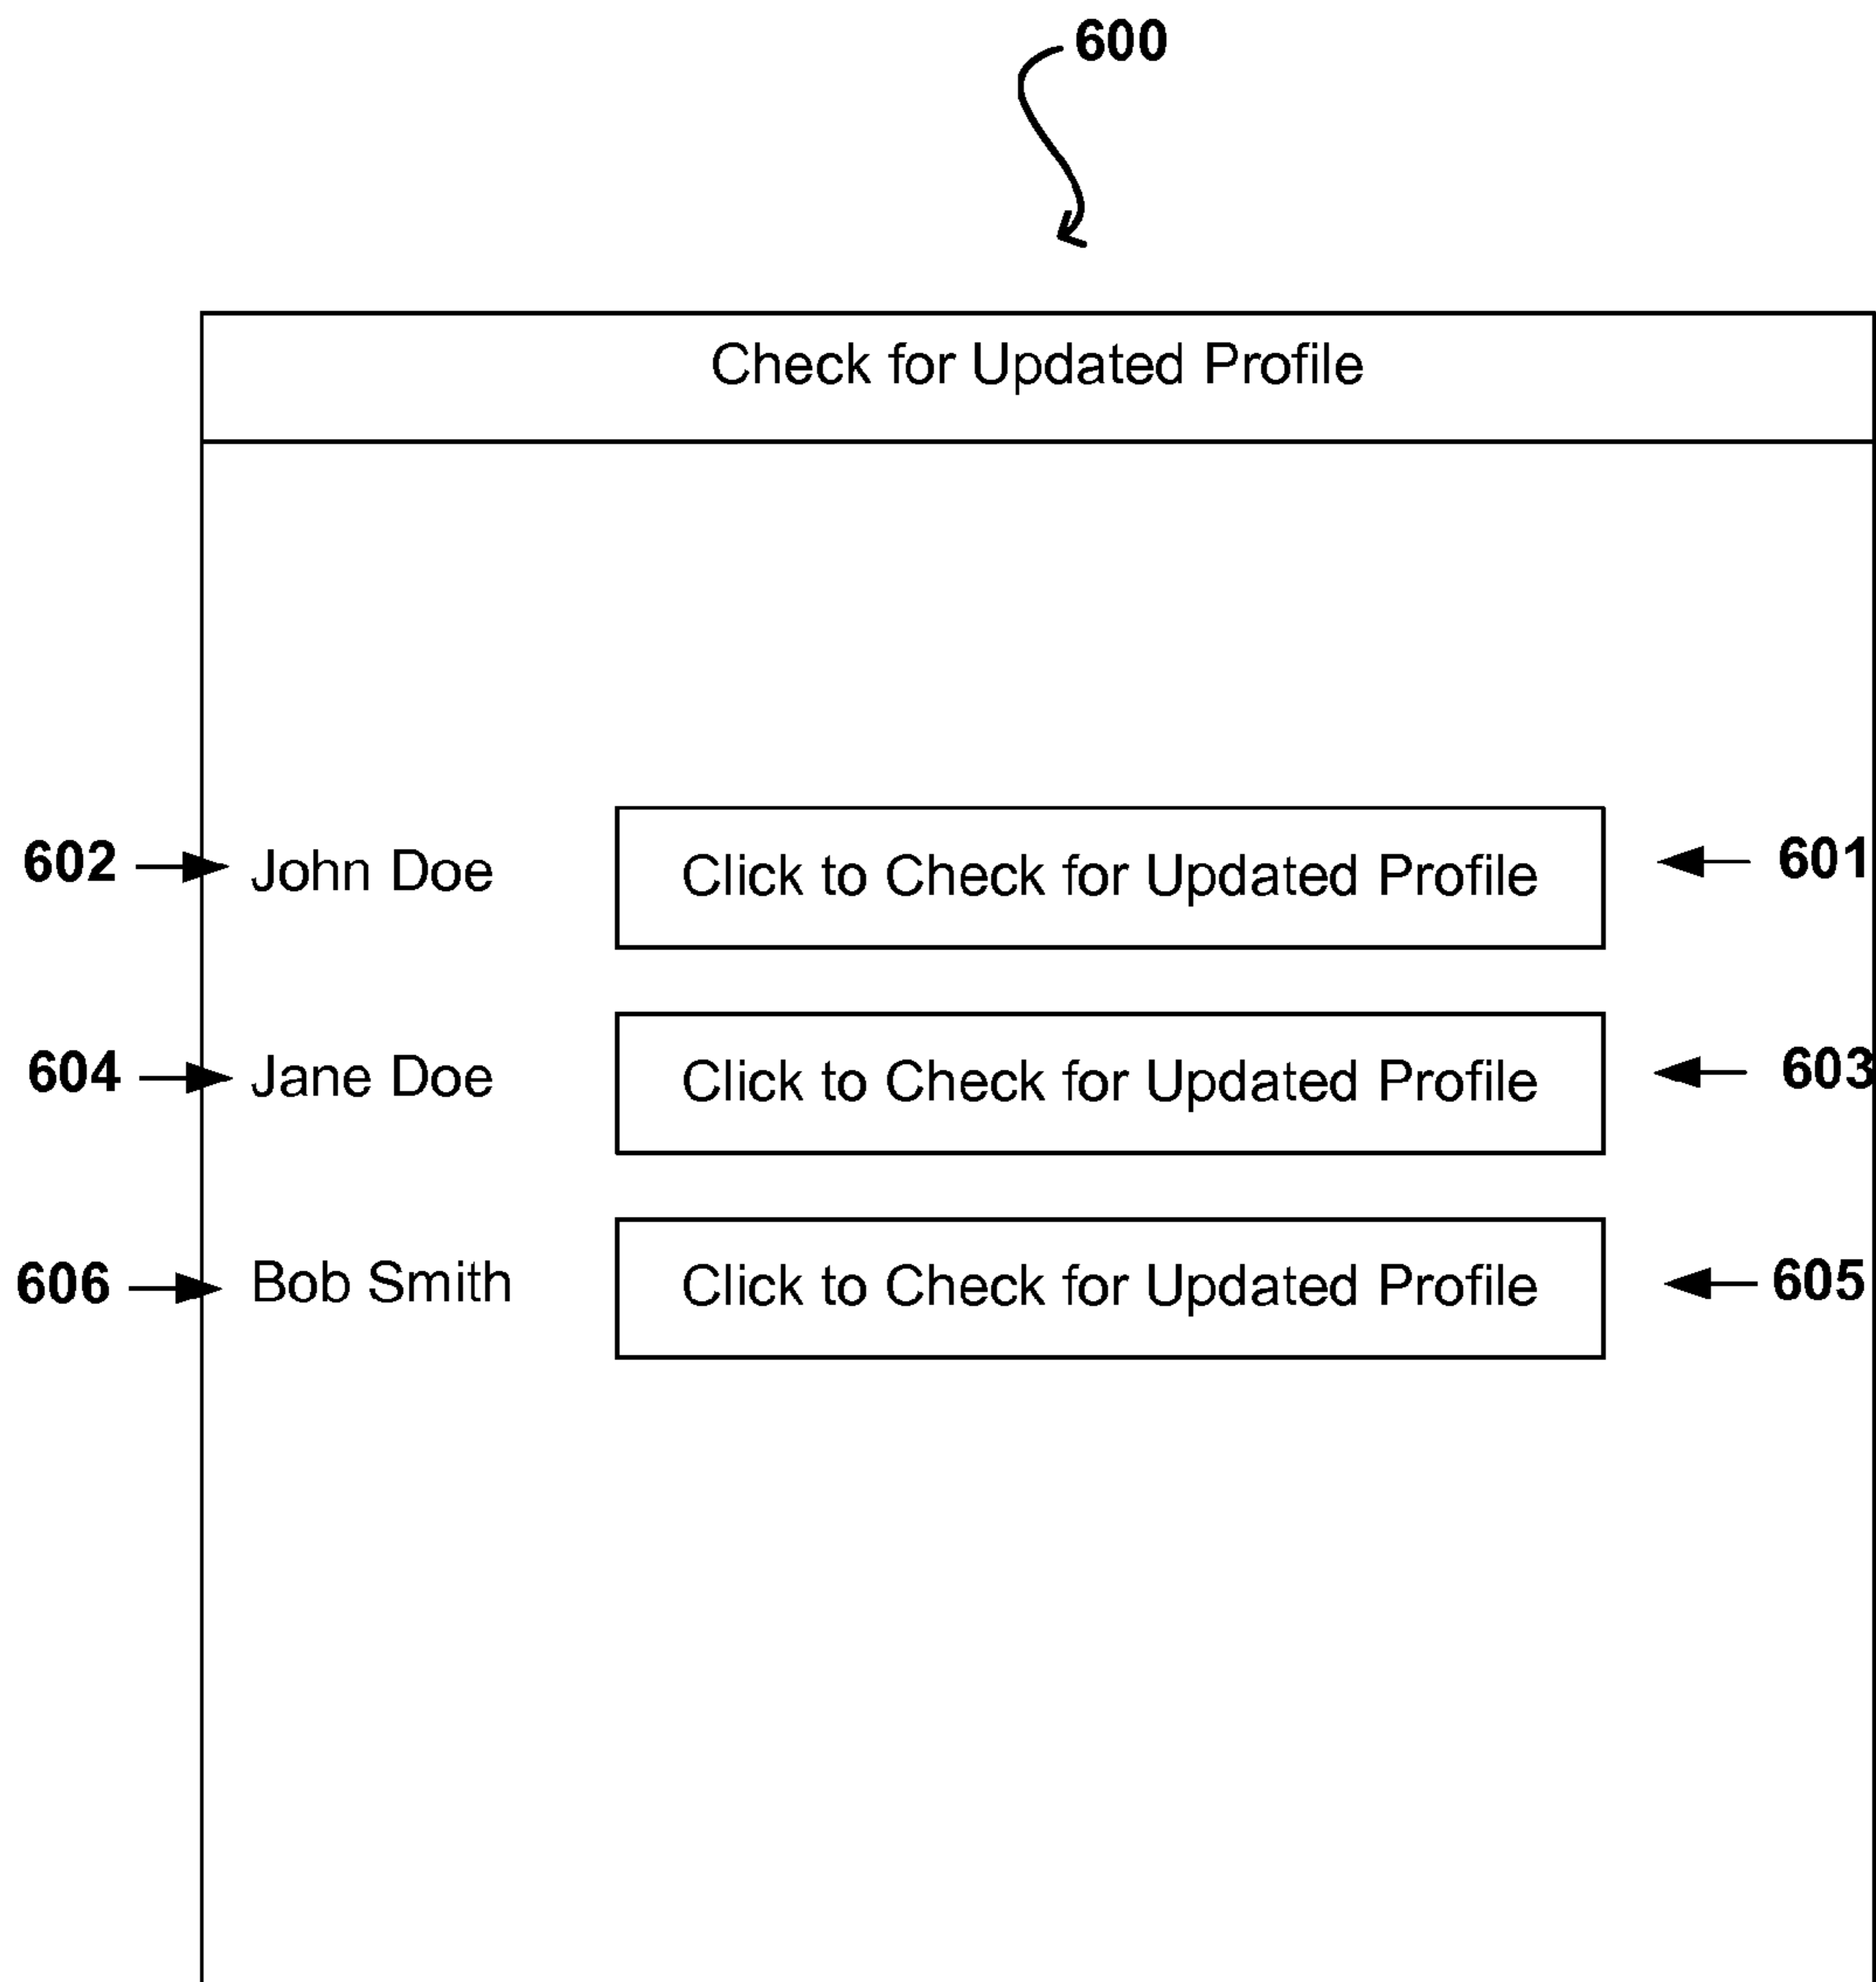 600
Check for Updated Profile
602 John Doe Click to Check for Updated Profile 601
604 Jane Doe Click to Check for Updated Profile 603
606 Bob Smith Click to Check for Updated Profile 605